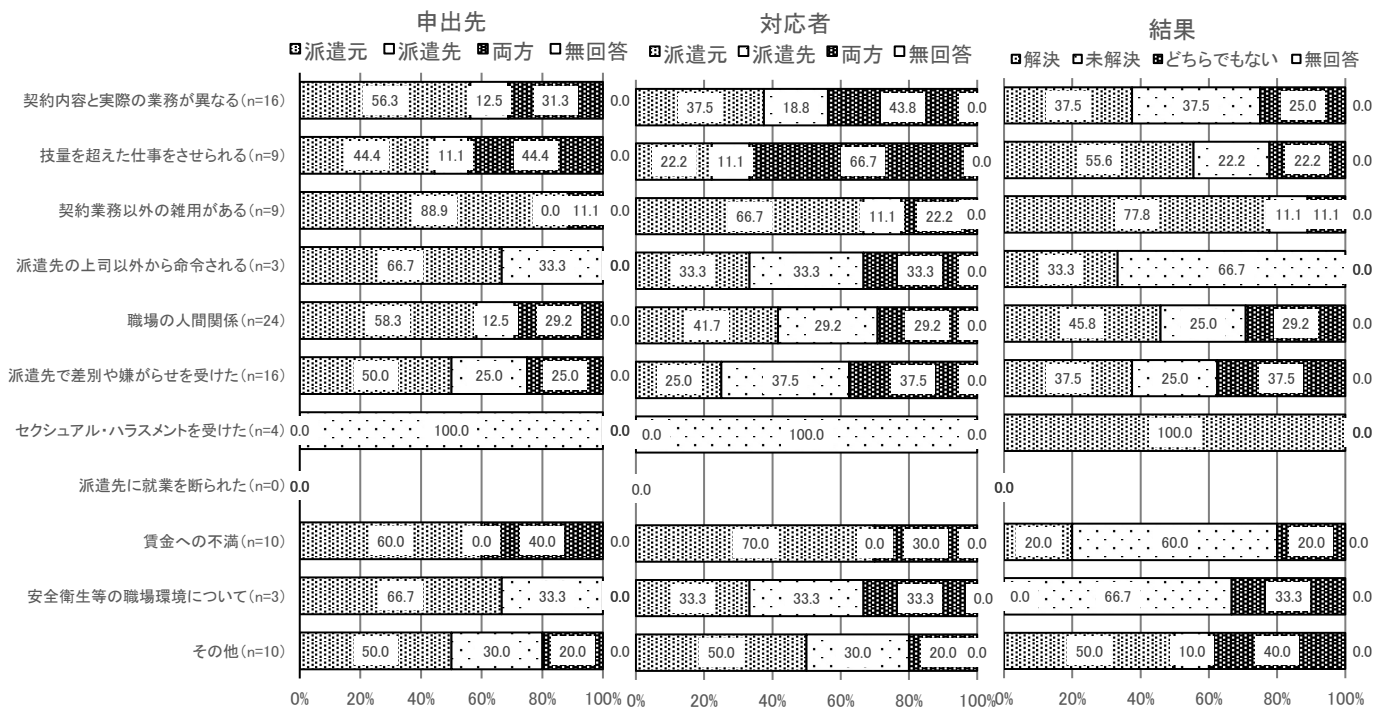 申出先
派遣元 派遣先 両方 無回答
対応者
派遣元 派遣先 両方 無回答
結果
解決 未解決 どちらでもない 無回答
契約内容と実際の業務が異なる(n=16) 56.3 12.5 31.3 0.0 37.5 18.8 43.8 0.0 37.5 37.5 25.0 0.0
技量を超えた仕事をさせられる(n=9) 44.4 11.1 44.4 0.0 22.2 11.1 66.7 0.0 55.6 22.2 22.2 0.0
契約業務以外の雑用がある(n=9) 88.9 0.0 11.1 0.0 66.7 11.1 22.2 0.0 77.8 11.1 11.1 0.0
派遣先の上司以外から命令される(n=3) 66.7 33.3 0.0 33.3 33.3 33.3 0.0 33.3 66.7 0.0
職場の人間関係(n=24) 58.3 12.5 29.2 0.0 41.7 29.2 29.2 0.0 45.8 25.0 29.2 0.0
派遣先で差別や嫌がらせを受けた(n=16) 50.0 25.0 25.0 0.0 25.0 37.5 37.5 0.0 37.5 25.0 37.5 0.0
セクシュアル・ハラスメントを受けた(n=4) 0.0 100.0 0.0 0.0 100.0 0.0 100.0 0.0
派遣先に就業を断られた(n=0) 0.0 0.0 0.0
賃金への不満(n=10) 60.0 0.0 40.0 0.0 70.0 0.0 30.0 0.0 20.0 60.0 20.0 0.0
安全衛生等の職場環境について(n=3) 66.7 33.3 0.0 33.3 33.3 33.3 0.0 0.0 66.7 33.3 0.0
その他(n=10) 50.0 30.0 20.0 0.0 50.0 30.0 20.0 0.0 50.0 10.0 40.0 0.0
0% 20% 40% 60% 80% 100% 0% 20% 40% 60% 80% 100% 0% 20% 40% 60% 80% 100%